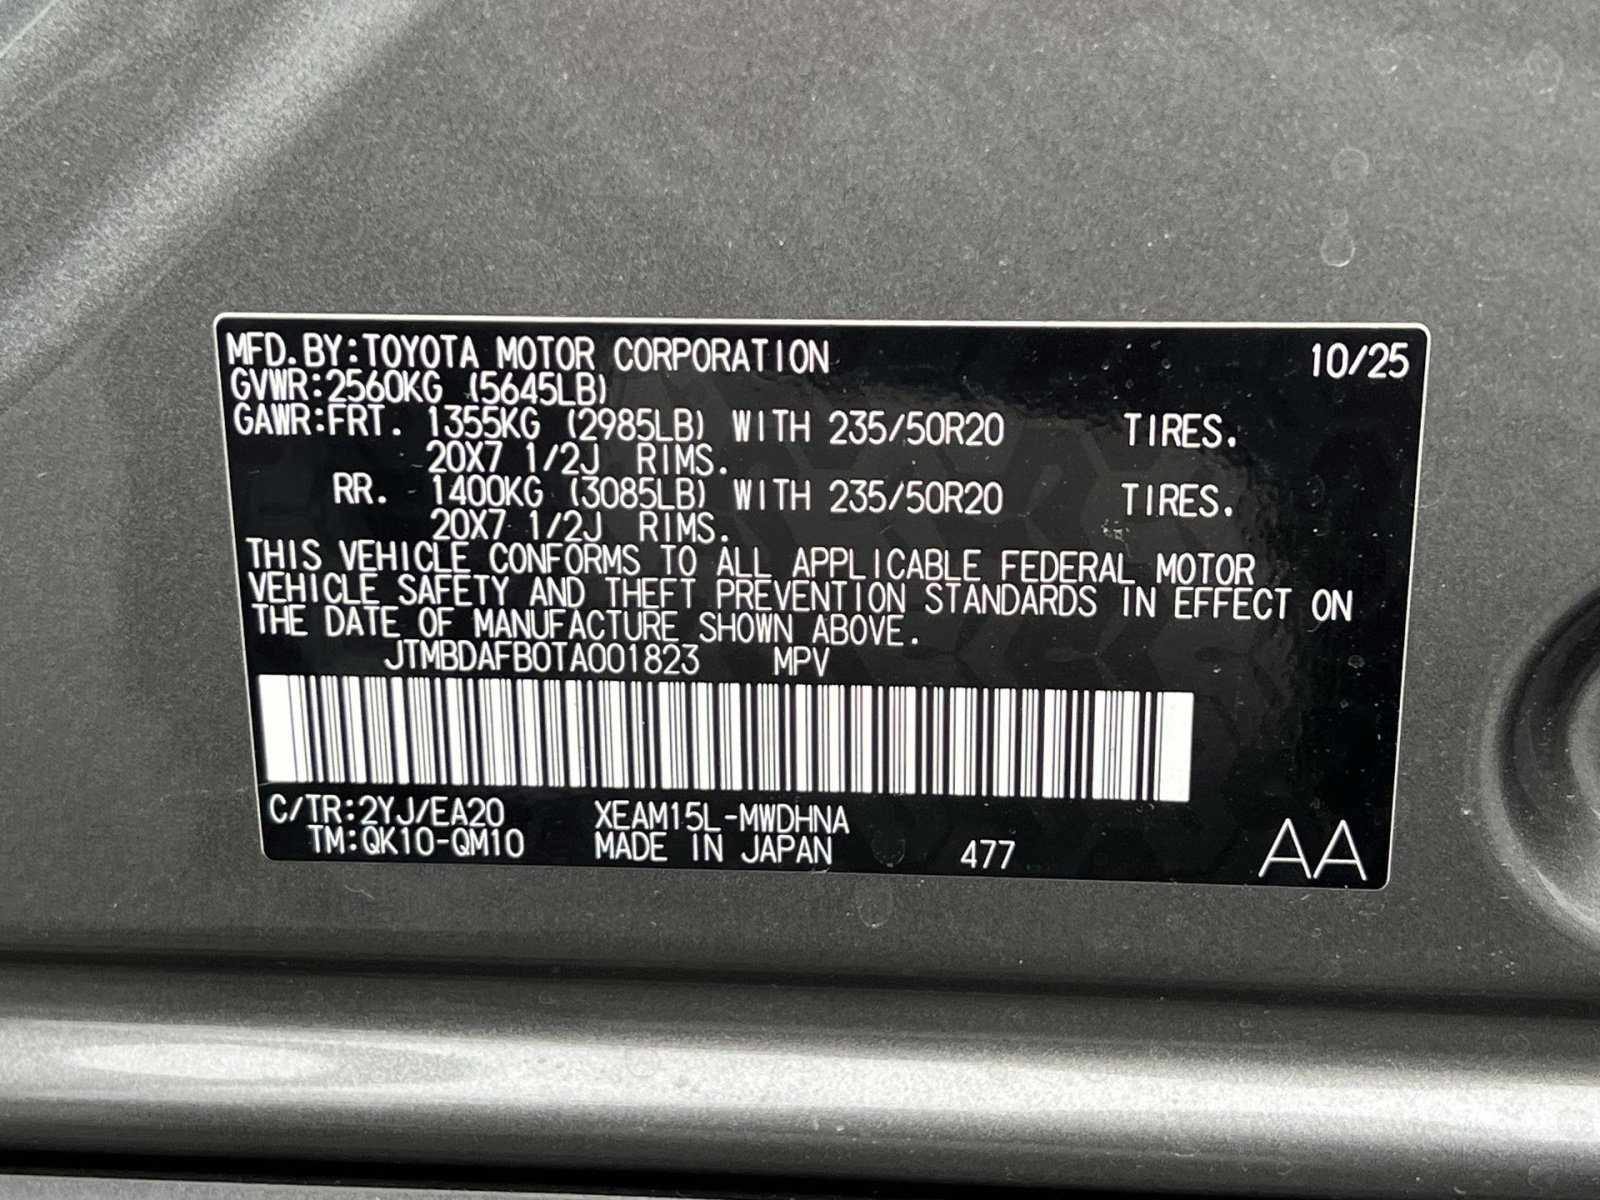 MFD.BY:TOYOTA MOTOR CORPORATION 10/25
GVWR:2560KG (5645LB)
GAWR:FRT. 1355KG (2985LB) WITH 235/50R20 TIRES.
20X7 1/2J RIMS.
RR. 1400KG (3085LB) WITH 235/50R20 TIRES.
20X7 1/2J RIMS.
THIS VEHICLE CONFORMS TO ALL APPLICABLE FEDERAL MOTOR
VEHICLE SAFETY AND THEFT PREVENTION STANDARDS IN EFFECT ON
THE DATE OF MANUFACTURE SHOWN ABOVE.
JTMBDAFB0TA001823 MPV
C/TR:2YJ/EA20 XEAM15L-MWDHNA
TM:QK10-QM10 MADE IN JAPAN 477 AA